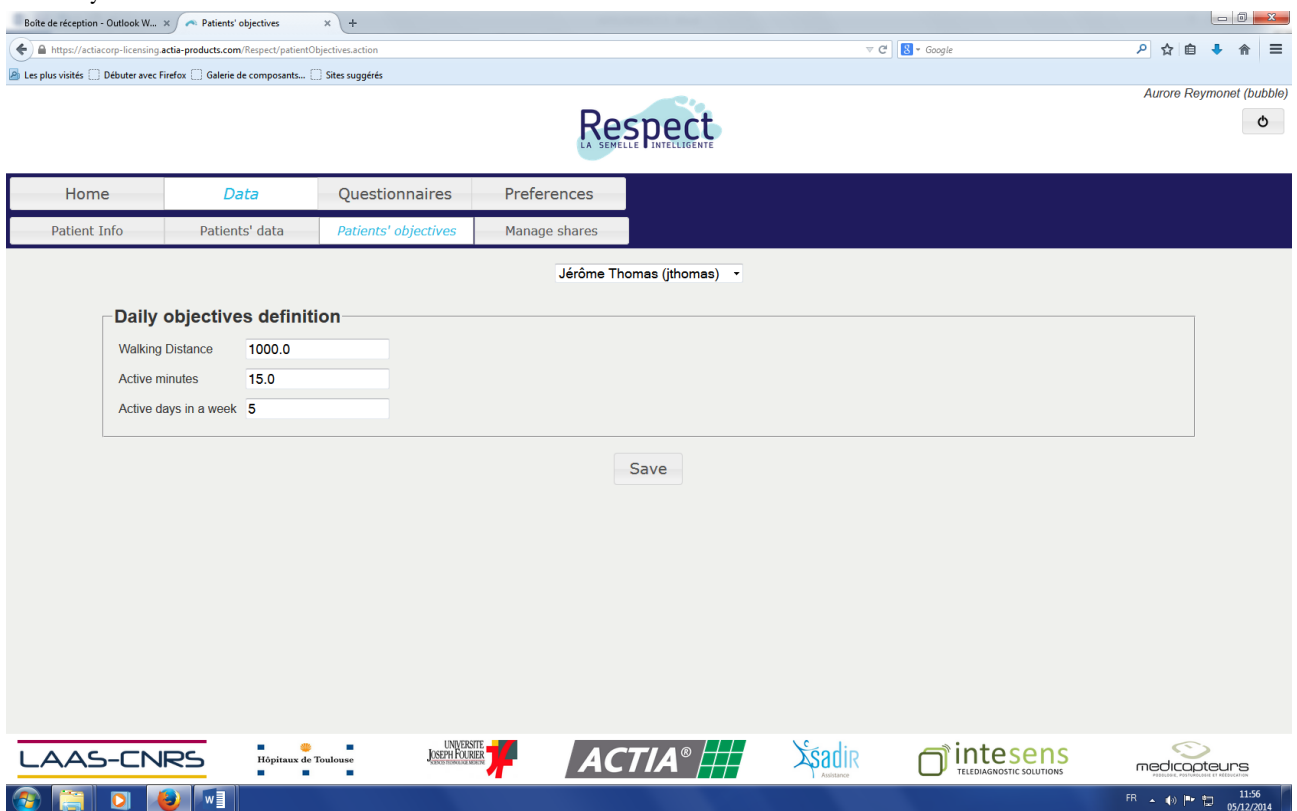 Boîte de réception - Outlook W... × Patients' objectives × +
https://actiacorp-licensing.actia-products.com/Respect/patientObjectives.action Google
Les plus visités Débuter avec Firefox Galerie de composants... Sites suggérés
Aurore Reymonet (bubble)
Respect
LA SEMELLE INTELLIGENTE
Home Data Questionnaires Preferences
Patient Info Patients' data Patients' objectives Manage shares
Jérôme Thomas (jthomas)
Daily objectives definition
Walking Distance 1000.0
Active minutes 15.0
Active days in a week 5
Save
LAAS-CNRS Hôpitaux de Toulouse UNIVERSITE JOSEPH FOURIER ACTIA® sadir Assistance intesens TELEDIAGNOSTIC SOLUTIONS medicapteurs
FR 11:56
05/12/2014